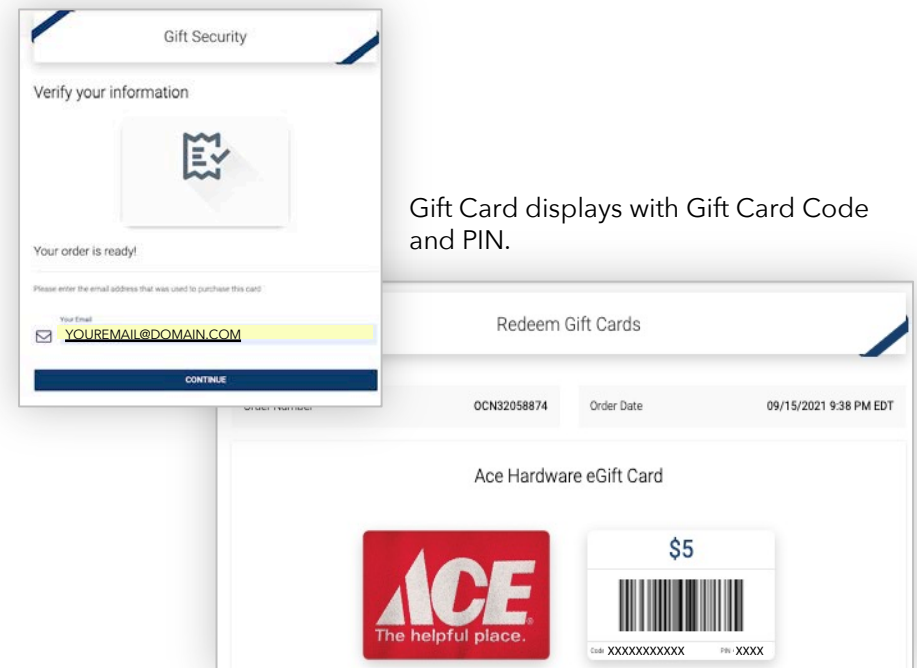 Gift Security
Verify your information
Your order is ready!
Please enter the email address that was used to purchase this card
Your Email
YOUREMAIL@DOMAIN.COM
CONTINUE
Gift Card displays with Gift Card Code
and PIN.
Redeem Gift Cards
Order Number OCN32058874 Order Date 09/15/2021 9:38 PM EDT
Ace Hardware eGift Card
ACE
The helpful place.
$5
Code XXXXXXXXXXX PIN XXXX